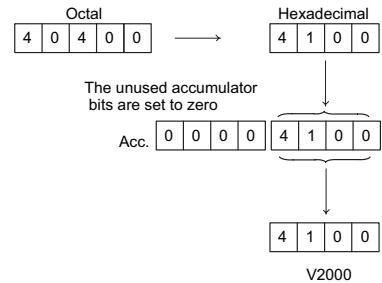 Octal Hexadecimal
4 0 4 0 0 4 1 0 0
The unused accumulator
bits are set to zero
Acc. 0 0 0 0 4 1 0 0
4 1 0 0
V2000